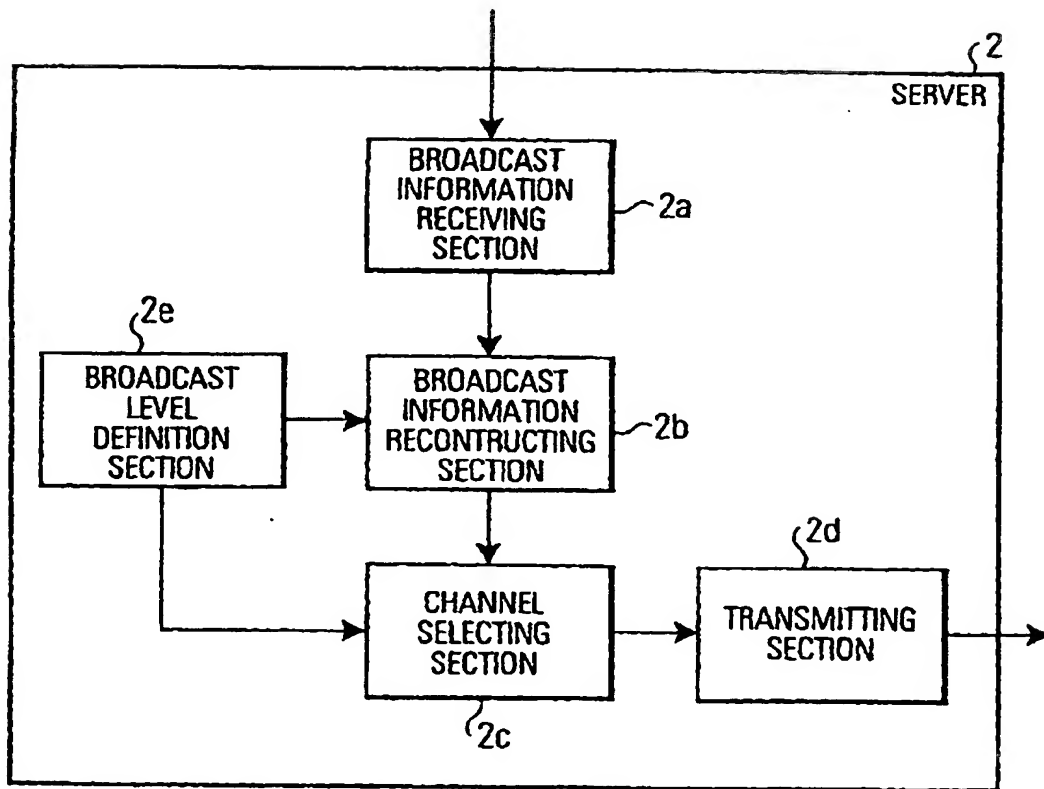 2
SERVER
BROADCAST
INFORMATION
RECEIVING
SECTION
2a
2e
BROADCAST
LEVEL
DEFINITION
SECTION
BROADCAST
INFORMATION
RECONTRUCTING
SECTION
2b
CHANNEL
SELECTING
SECTION
2c
2d
TRANSMITTING
SECTION